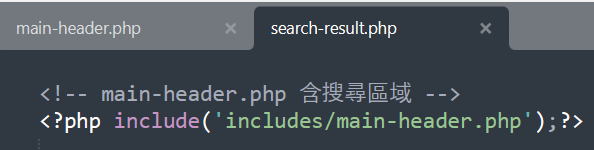 main-header.php × search-result.php ×
<!-- main-header.php 含搜尋區域 -->
<?php include('includes/main-header.php');?>